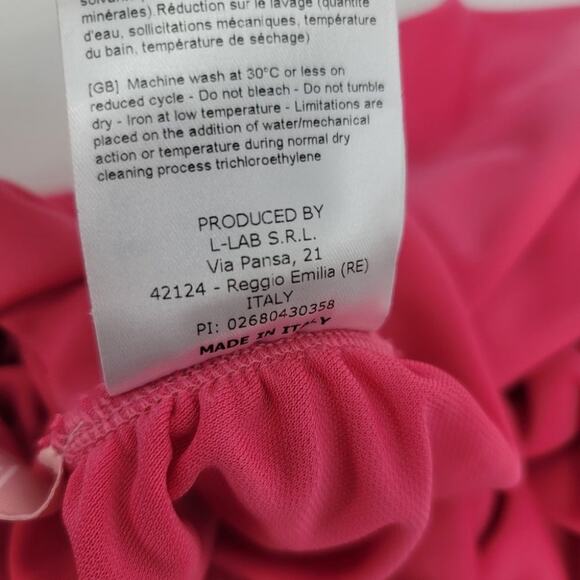 minérales).Réduction sur le lavage (quantité
d'eau, sollicitations mécaniques, température
du bain, température de séchage)
[GB] Machine wash at 30°C or less on
reduced cycle - Do not bleach - Do not tumble
dry - Iron at low temperature - Limitations are
placed on the addition of water/mechanical
action or temperature during normal dry
cleaning process trichloroethylene
PRODUCED BY
L-LAB S.R.L.
Via Pansa, 21
42124 - Reggio Emilia (RE)
ITALY
PI: 02680430358
MADE IN ITALY